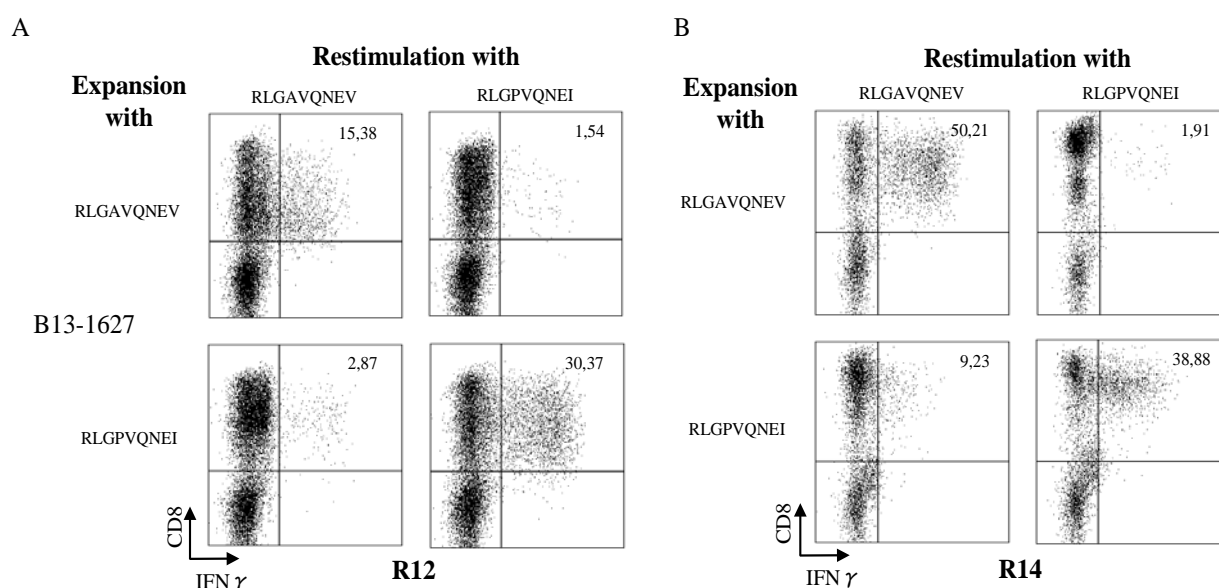 A
Restimulation with
Expansion
with
RLGAVQNEV
RLGPVQNEI
15,38
1,54
RLGAVQNEV
B13-1627
2,87
30,37
RLGPVQNEI
CD8
IFN γ
R12
B
Restimulation with
Expansion
with
RLGAVQNEV
RLGPVQNEI
50,21
1,91
RLGAVQNEV
9,23
38,88
RLGPVQNEI
CD8
IFN γ
R14